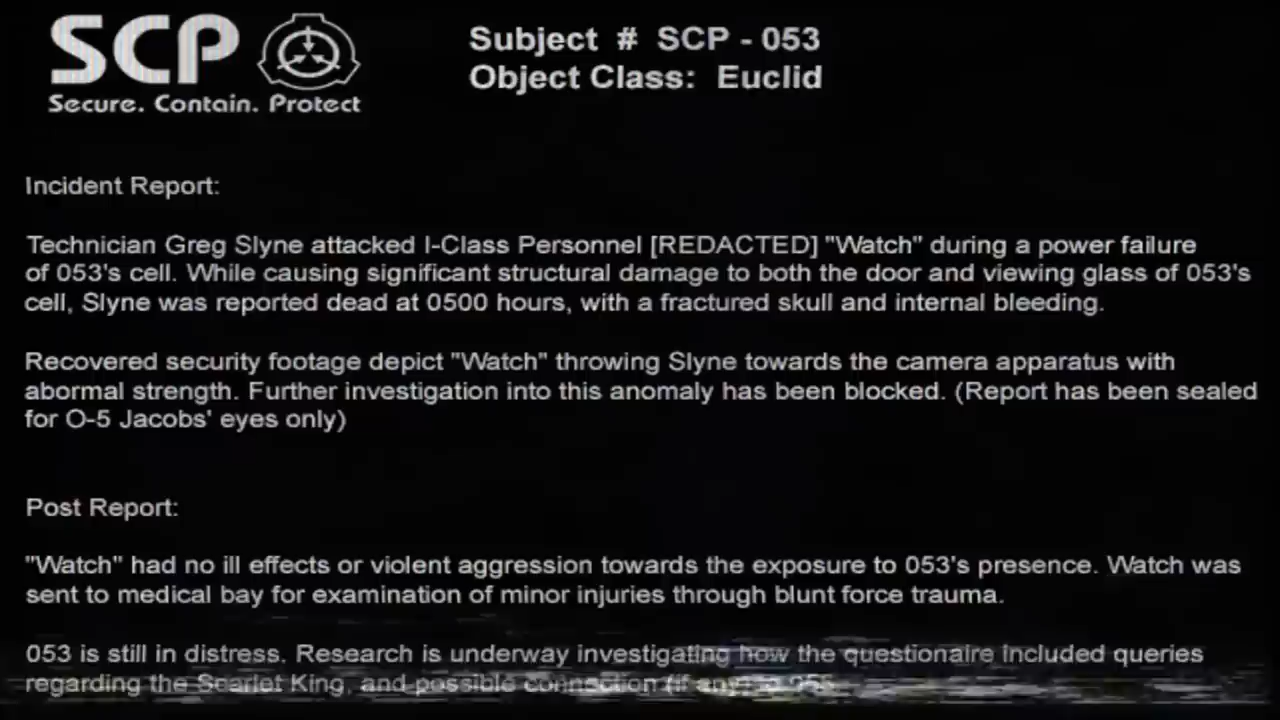 SCP
Secure. Contain. Protect
Subject # SCP - 053
Object Class: Euclid
Incident Report:
Technician Greg Slyne attacked I-Class Personnel [REDACTED] "Watch" during a power failure
of 053's cell. While causing significant structural damage to both the door and viewing glass of 053's
cell, Slyne was reported dead at 0500 hours, with a fractured skull and internal bleeding.
Recovered security footage depict "Watch" throwing Slyne towards the camera apparatus with
abormal strength. Further investigation into this anomaly has been blocked. (Report has been sealed
for O-5 Jacobs' eyes only)
Post Report:
"Watch" had no ill effects or violent aggression towards the exposure to 053's presence. Watch was
sent to medical bay for examination of minor injuries through blunt force trauma.
053 is still in distress. Research is underway investigating how the questionaire included queries
regarding the Scarlet King, and possible connection (if any) to